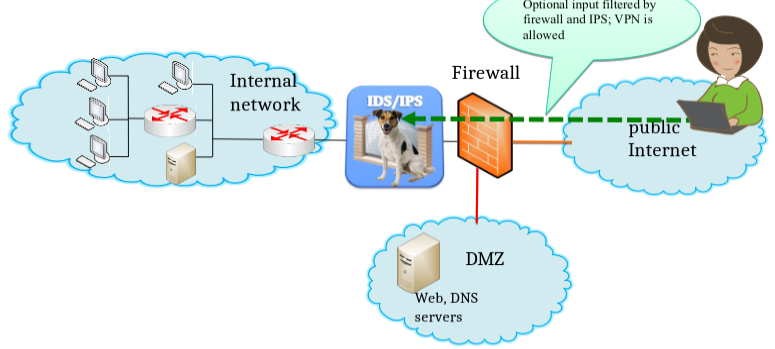 Optional input filtered by
firewall and IPS; VPN is
allowed
Firewall
Internal
network
IDS/IPS
public
Internet
DMZ
Web, DNS
servers